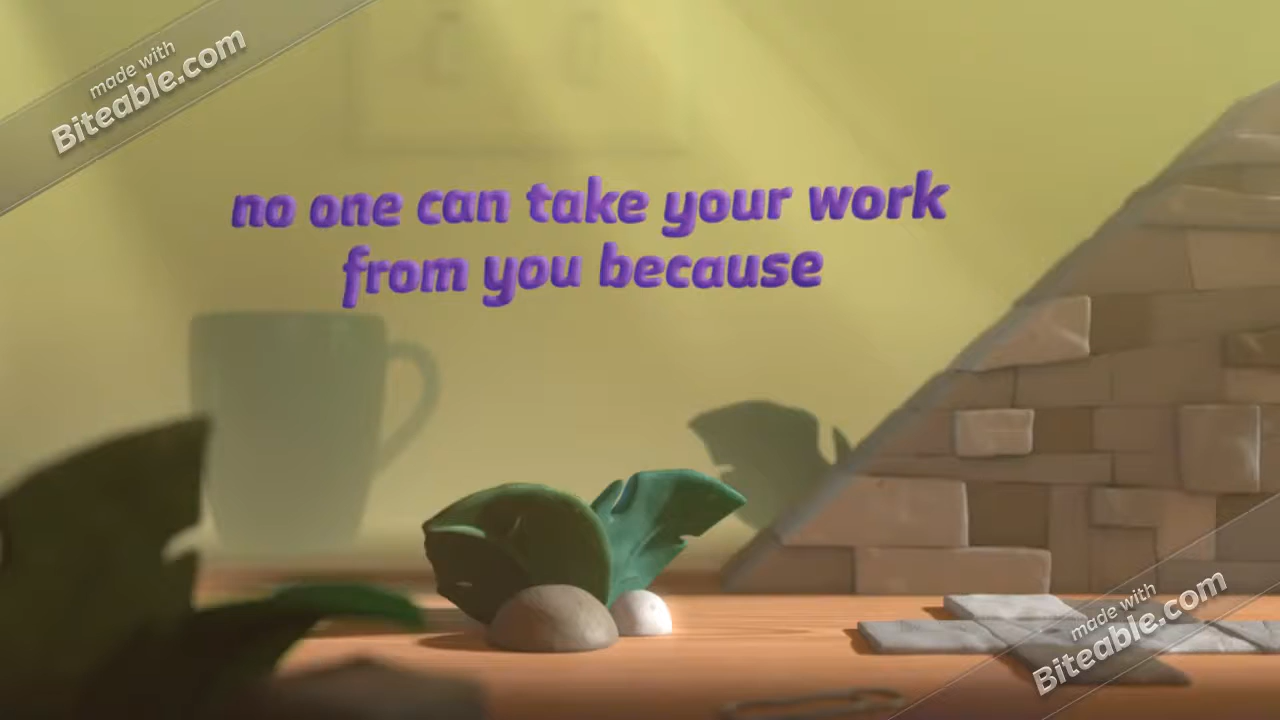 made with
Biteable.com
no one can take your work
from you because
made with
Biteable.com